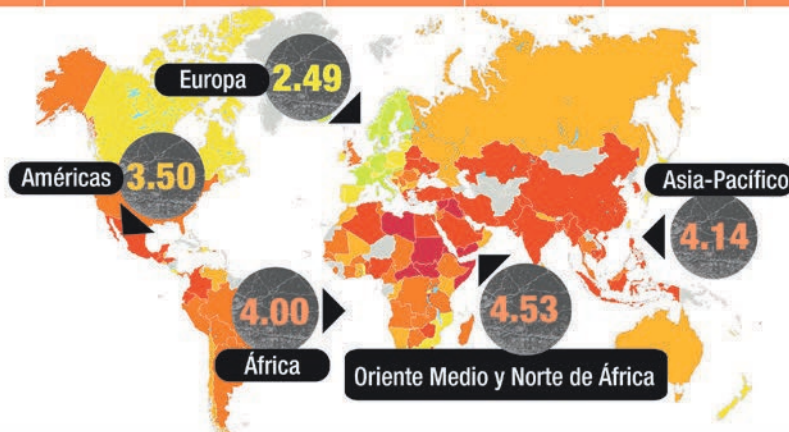 Europa 2.49
Américas 3.50
Asia-Pacífico
4.14
4.00
África
4.53
Oriente Medio y Norte de África